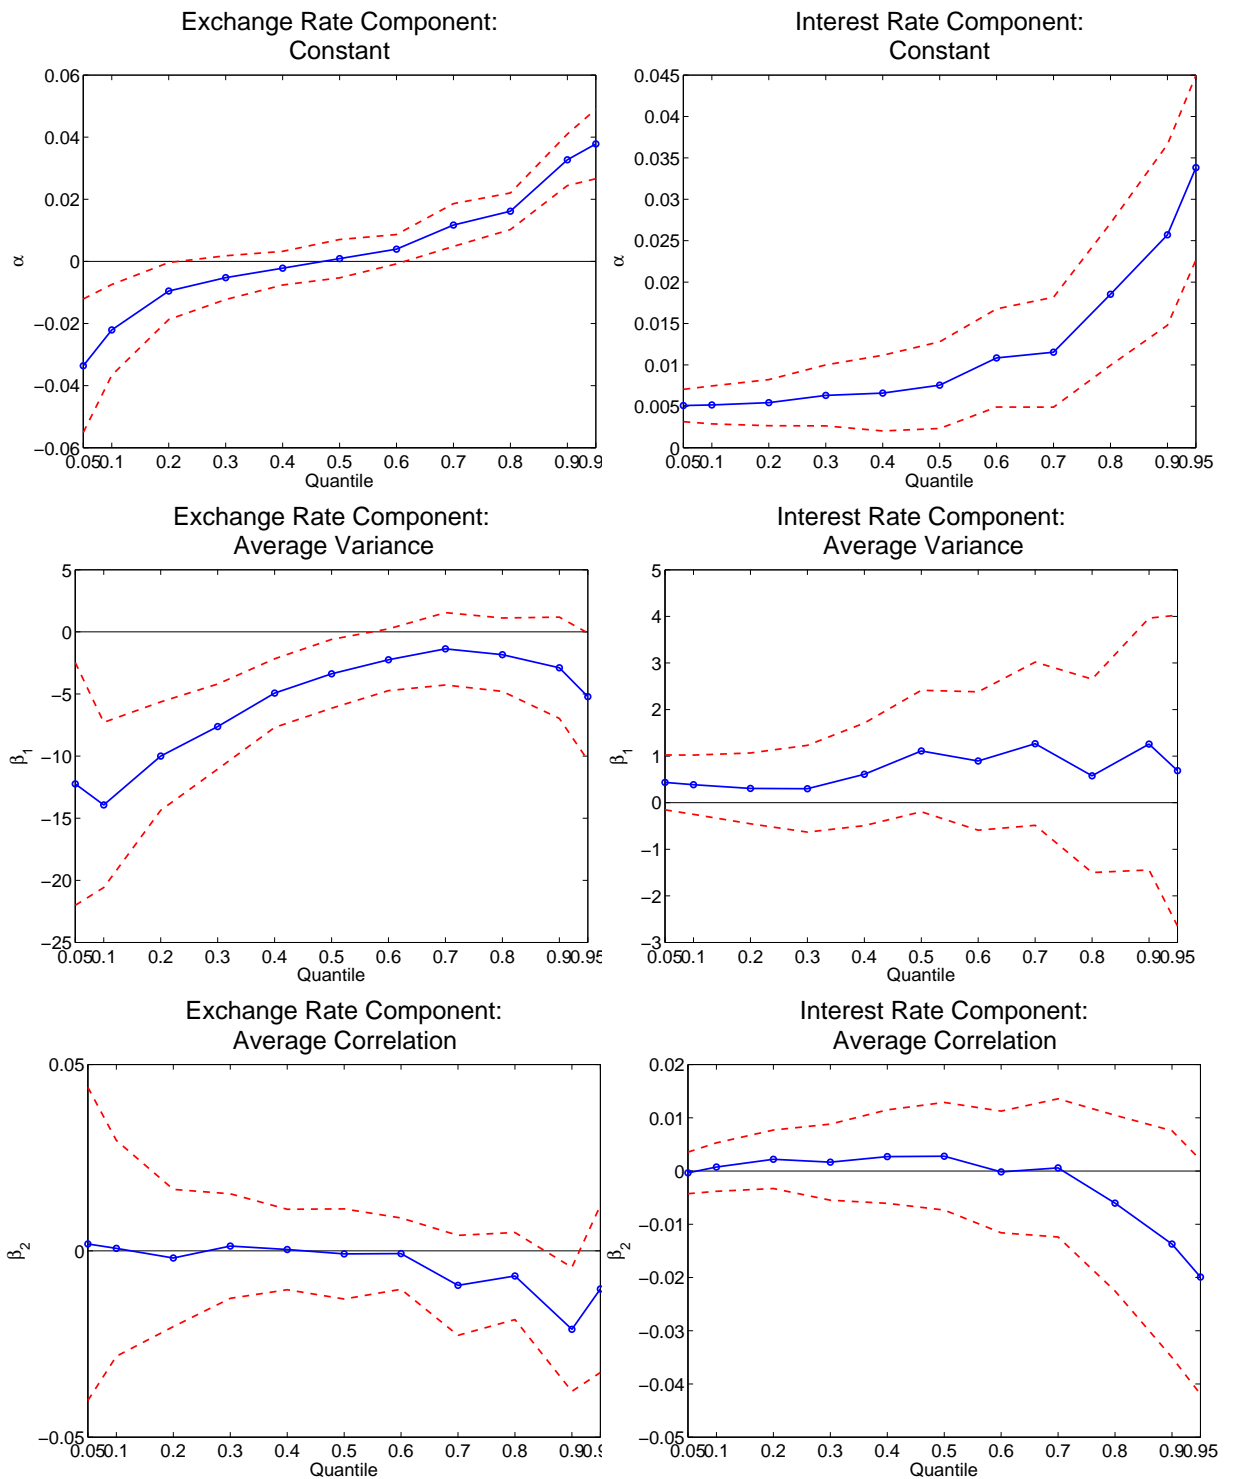 Exchange Rate Component:
Constant
0.06
0.04
0.02
0
−0.02
−0.04
−0.06
α
0.05 0.1 0.2 0.3 0.4 0.5 0.6 0.7 0.8 0.9 0.9
Quantile
Interest Rate Component:
Constant
0.045
0.04
0.035
0.03
0.025
0.02
0.015
0.01
0.005
0
α
0.05 0.1 0.2 0.3 0.4 0.5 0.6 0.7 0.8 0.9 0.95
Quantile
Exchange Rate Component:
Average Variance
5
0
−5
−10
−15
−20
−25
β1
0.05 0.1 0.2 0.3 0.4 0.5 0.6 0.7 0.8 0.9 0.95
Quantile
Interest Rate Component:
Average Variance
5
4
3
2
1
0
−1
−2
−3
β1
0.05 0.1 0.2 0.3 0.4 0.5 0.6 0.7 0.8 0.9 0.95
Quantile
Exchange Rate Component:
Average Correlation
0.05
0
−0.05
β2
0.05 0.1 0.2 0.3 0.4 0.5 0.6 0.7 0.8 0.9 0.9
Quantile
Interest Rate Component:
Average Correlation
0.02
0.01
0
−0.01
−0.02
−0.03
−0.04
−0.05
β2
0.05 0.1 0.2 0.3 0.4 0.5 0.6 0.7 0.8 0.9 0.95
Quantile